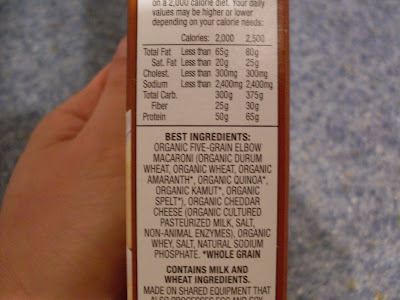 on a 2,000 calorie diet. Your daily
values may be higher or lower
depending on your calorie needs:
Calories: 2,000 2,500
Total Fat Less than 65g 80g
Sat. Fat Less than 20g 25g
Cholest. Less than 300mg 300mg
Sodium Less than 2,400mg 2,400mg
Total Carb. 300g 375g
Fiber 25g 30g
Protein 50g 65g
BEST INGREDIENTS:
ORGANIC FIVE-GRAIN ELBOW
MACARONI (ORGANIC DURUM
WHEAT, ORGANIC WHEAT, ORGANIC
AMARANTH*, ORGANIC QUINOA*,
ORGANIC KAMUT*, ORGANIC
SPELT*), ORGANIC CHEDDAR
CHEESE (ORGANIC CULTURED
PASTEURIZED MILK, SALT,
NON-ANIMAL ENZYMES), ORGANIC
WHEY, SALT, NATURAL SODIUM
PHOSPHATE. *WHOLE GRAIN
CONTAINS MILK AND
WHEAT INGREDIENTS.
MADE ON SHARED EQUIPMENT THAT
ALSO PROCESSES EGG AND SOY